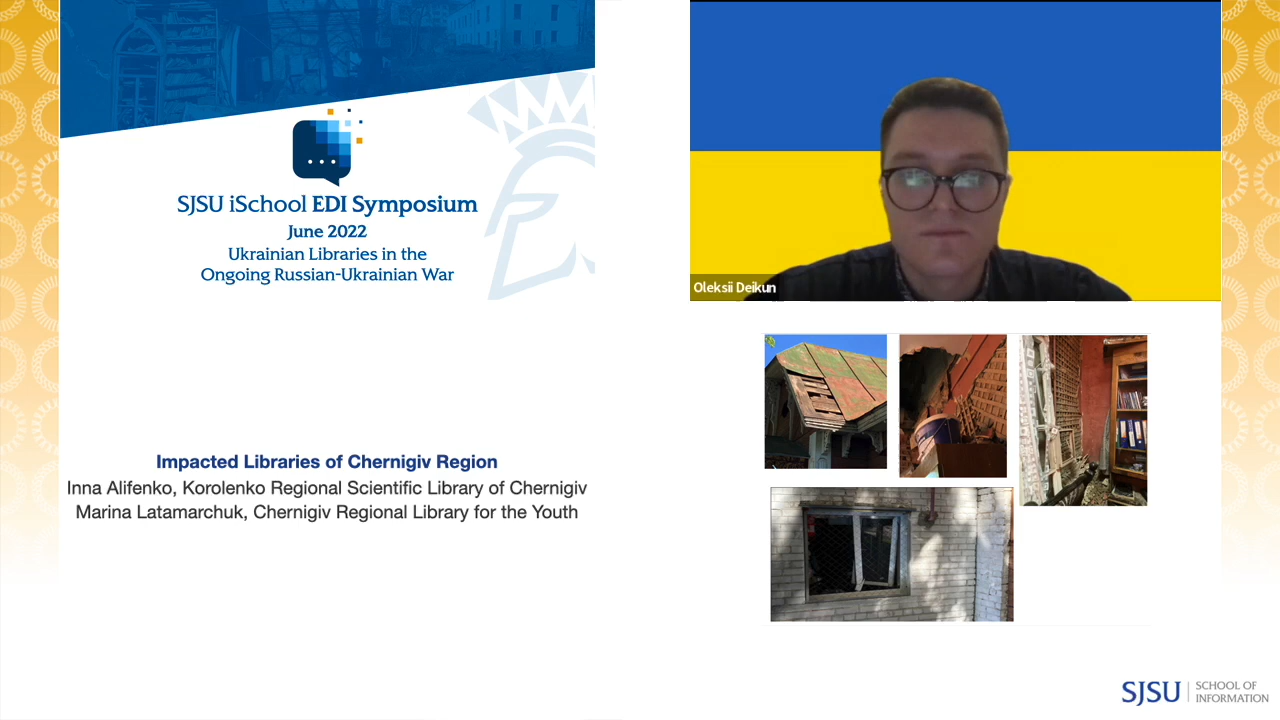 SJSU iSchool EDI Symposium
June 2022
Ukrainian Libraries in the
Ongoing Russian-Ukrainian War
Impacted Libraries of Chernigiv Region
Inna Alifenko, Korolenko Regional Scientific Library of Chernigiv
Marina Latamarchuk, Chernigiv Regional Library for the Youth
Oleksii Deikun
SJSU SCHOOL OF
INFORMATION